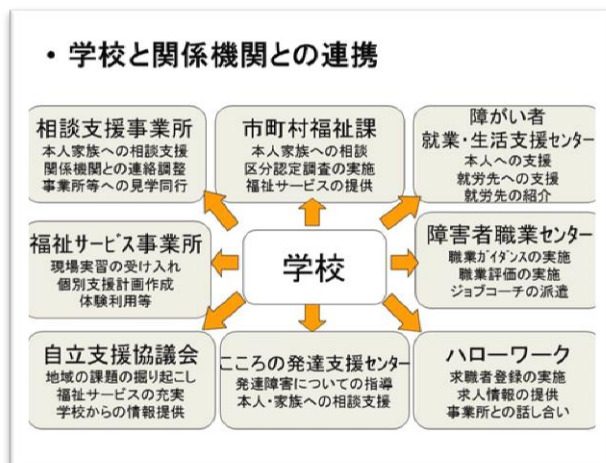 ・ 学校と関係機関との連携
相談支援事業所
本人家族への相談支援
関係機関との連絡調整
事業所等への見学同行
市町村福祉課
本人家族への相談
区分認定調査の実施
福祉サービスの提供
障がい者
就業・生活支援センター
本人への支援
就労先への支援
就労先の紹介
福祉サービス事業所
現場実習の受け入れ
個別支援計画作成
体験利用等
学校
障害者職業センター
職業ガイダンスの実施
職業評価の実施
ジョブコーチの派遣
自立支援協議会
地域の課題の掘り起こし
福祉サービスの充実
学校からの情報提供
こころの発達支援センター
発達障害についての指導
本人・家族への相談支援
ハローワーク
求職者登録の実施
求人情報の提供
事業所との話し合い